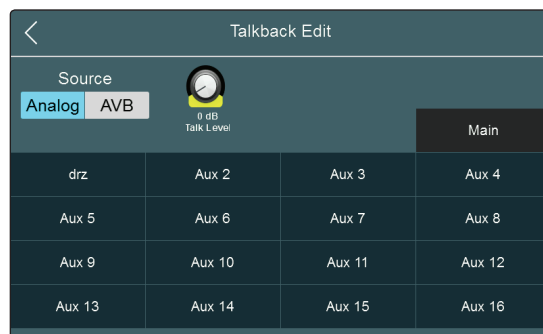 Talkback Edit
Source
Analog AVB
0 dB
Talk Level
Main
drz Aux 2 Aux 3 Aux 4
Aux 5 Aux 6 Aux 7 Aux 8
Aux 9 Aux 10 Aux 11 Aux 12
Aux 13 Aux 14 Aux 15 Aux 16